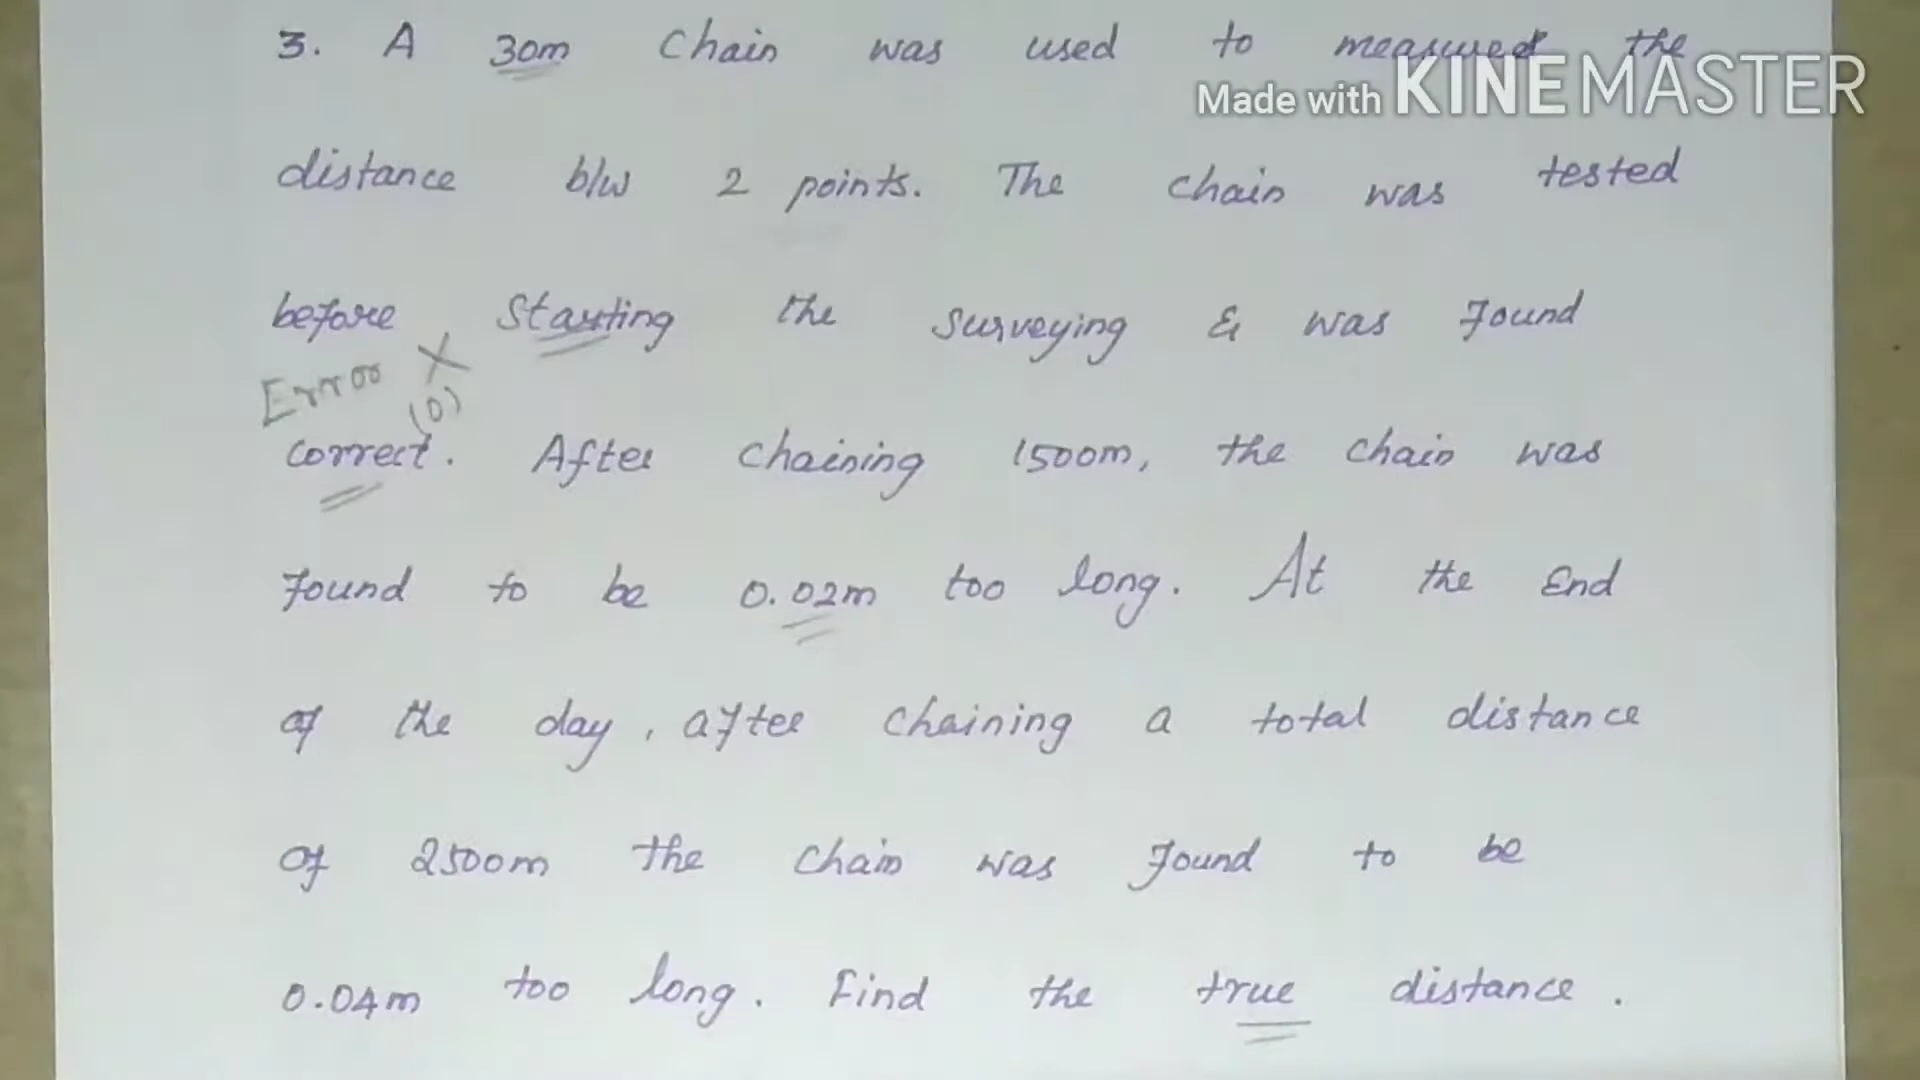 3. A 30m chain was used to measured the
Made with KINEMASTER
distance b/w 2 points. The chain was tested
before starting the surveying & was found
Error X
(0)
correct. After chaining 1500m, the chain was
found to be 0.02m too long. At the End
of the day, after chaining a total distance
of 2500m the chain was found to be
0.04m too long. Find the true distance.